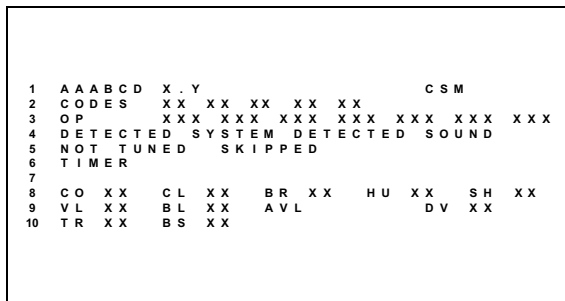 1 AAABCD X.Y CSM
2 CODES XX XX XX XX XX
3 OP XXX XXX XXX XXX XXX XXX XXX
4 DETECTED SYSTEM DETECTED SOUND
5 NOT TUNED SKIPPED
6 TIMER
7
8 CO XX CL XX BR XX HU XX SH XX
9 VL XX BL XX AVL DV XX
10 TR XX BS XX